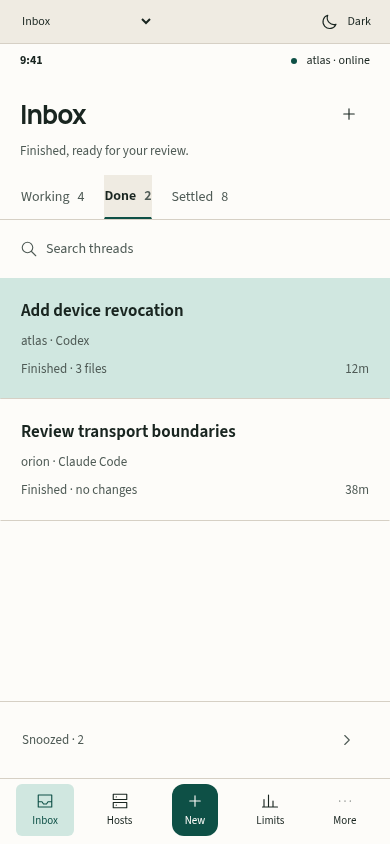 Inbox
Dark
9:41
atlas · online
Inbox
Finished, ready for your review.
Working 4
Done 2
Settled 8
Search threads
Add device revocation
atlas · Codex
Finished · 3 files
12m
Review transport boundaries
orion · Claude Code
Finished · no changes
38m
Snoozed · 2
Inbox
Hosts
New
Limits
More